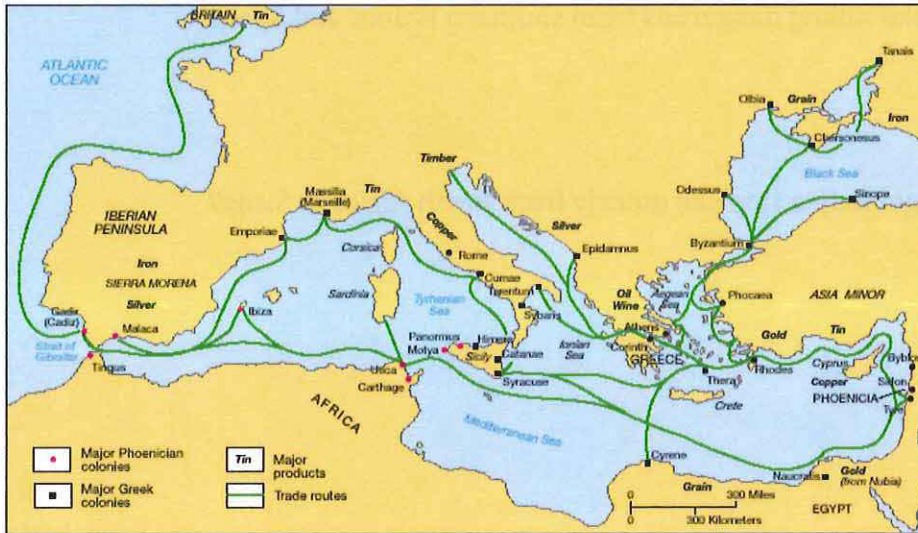 BRITAIN
Tin
ATLANTIC
OCEAN
Tanais
Olbia
Grain
Iron
Chersonesus
Timber
Black Sea
Massilia
(Marseille)
Tin
Odessus
Sinope
IBERIAN
PENINSULA
Emporiae
Corsica
Copper
Rome
Silver
Epidamnus
Byzantium
Iron
SIERRA MORENA
Cumae
Tarentum
Oil
Wine
Aegean
Sea
Phocaea
ASIA MINOR
Sardinia
Tyrrhenian
Sea
Sybaris
Silver
Gadir
(Cadiz)
Malaca
Ibiza
Panormus
Motya
Himera
Sicily
Catanae
Ionian
Sea
Athens
Corinth
GREECE
Gold
Tin
Strait of
Gibraltar
Tingus
Utica
Carthage
Syracuse
Thera
Rhodes
Cyprus
Copper
Byblos
Sidon
PHOENICIA
Tyre
AFRICA
Crete
Mediterranean Sea
Cyrene
Naucratis
Gold
(from Nubia)
Grain
EGYPT
Major Phoenician
colonies
Major Greek
colonies
Tin
Major
products
Trade routes
0 300 Miles
0 300 Kilometers